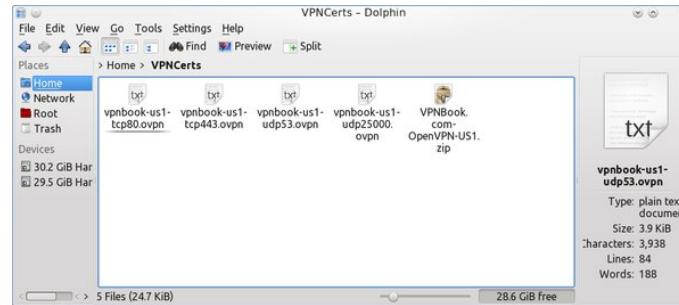 VPNCerts – Dolphin
File Edit View Go Tools Settings Help
Find Preview Split
Places
Home
Network
Root
Trash
Devices
30.2 GiB Har
29.5 GiB Har
> Home > VPNCerts
txt
vpnbook-us1-
tcp80.ovpn
txt
vpnbook-us1-
tcp443.ovpn
txt
vpnbook-us1-
udp53.ovpn
txt
vpnbook-us1-
udp25000.
ovpn
VPNBook.
com-
OpenVPN-US1.
zip
txt
vpnbook-us1-
udp53.ovpn
Type: plain tex
docume
Size: 3.9 KiB
Characters: 3,938
Lines: 84
Words: 188
5 Files (24.7 KiB)
28.6 GiB free